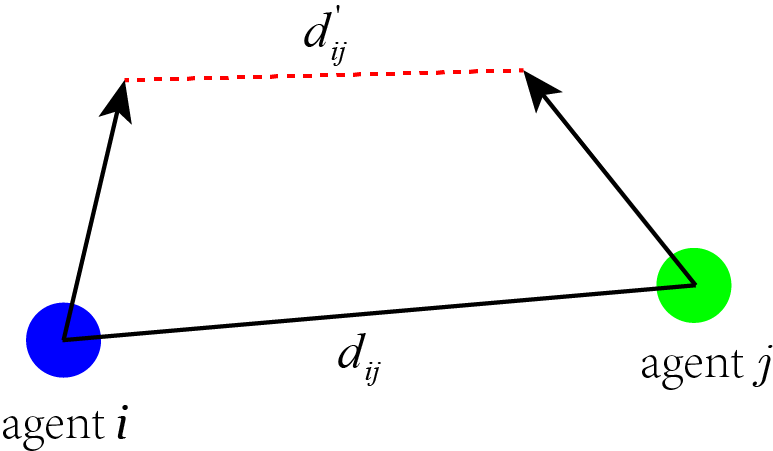 d'ij
dij
agent j
agent i